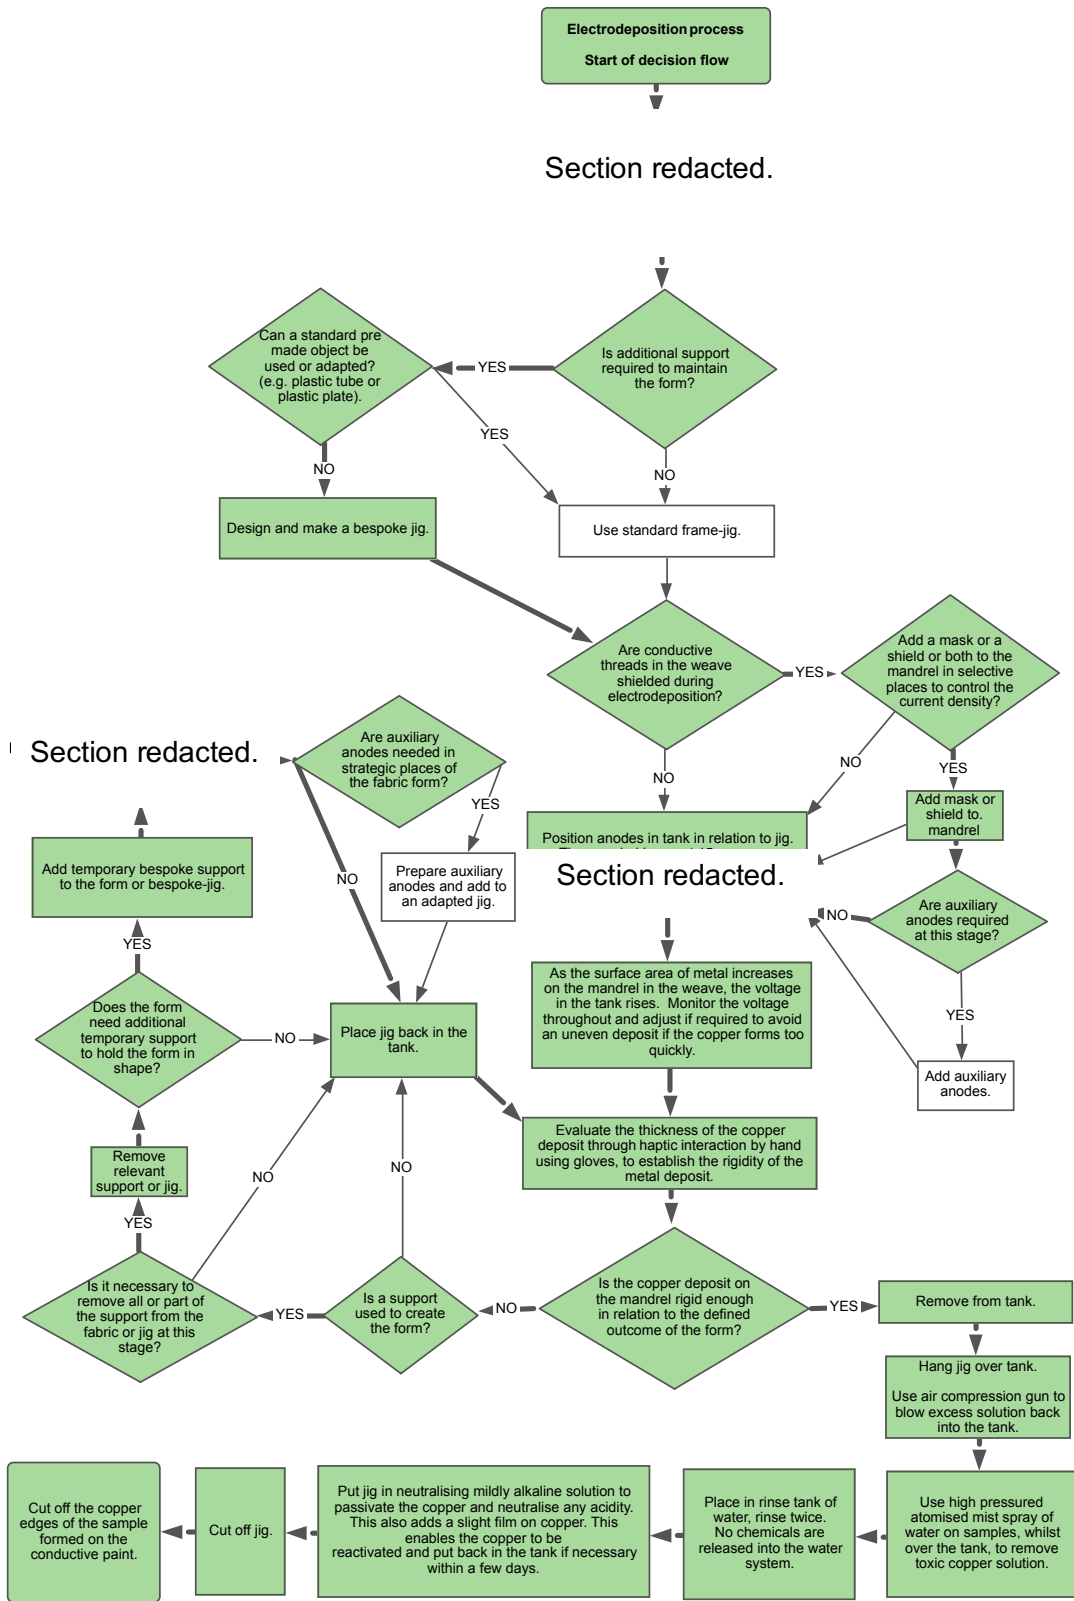 Electrodeposition process
Start of decision flow
Section redacted.
Can a standard pre
made object be
used or adapted?
(e.g. plastic tube or
plastic plate).
YES
Is additional support
required to maintain
the form?
YES
NO
NO
Design and make a bespoke jig.
Use standard frame-jig.
Are conductive
threads in the weave
shielded during
electrodeposition?
YES
Add a mask or a
shield or both to the
mandrel in selective
places to control the
current density?
NO
NO
YES
Section redacted.
Are auxiliary
anodes needed in
strategic places of
the fabric form?
YES
NO
Prepare auxiliary
anodes and add to
an adapted jig.
Position anodes in tank in relation to jig.
Section redacted.
Add mask or
shield to.
mandrel
Are auxiliary
anodes required
at this stage?
NO
YES
Add auxiliary
anodes.
Add temporary bespoke support
to the form or bespoke-jig.
YES
Does the form
need additional
temporary support
to hold the form in
shape?
NO
Place jig back in the
tank.
As the surface area of metal increases
on the mandrel in the weave, the voltage
in the tank rises.  Monitor the voltage
throughout and adjust if required to avoid
an uneven deposit if the copper forms too
quickly.
Evaluate the thickness of the copper
deposit through haptic interaction by hand
using gloves, to establish the rigidity of the
metal deposit.
Remove
relevant
support or jig.
YES
NO
NO
Is it necessary to
remove all or part of
the support from the
fabric or jig at this
stage?
YES
Is a support
used to create
the form?
NO
Is the copper deposit on
the mandrel rigid enough
in relation to the defined
outcome of the form?
YES
Remove from tank.
Hang jig over tank.
Use air compression gun to
blow excess solution back
into the tank.
Use high pressured
atomised mist spray of
water on samples, whilst
over the tank, to remove
toxic copper solution.
Place in rinse tank of
water, rinse twice.
No chemicals are
released into the water
system.
Put jig in neutralising mildly alkaline solution to
passivate the copper and neutralise any acidity.
This also adds a slight film on copper. This
enables the copper to be
reactivated and put back in the tank if necessary
within a few days.
Cut off jig.
Cut off the copper
edges of the sample
formed on the
conductive paint.